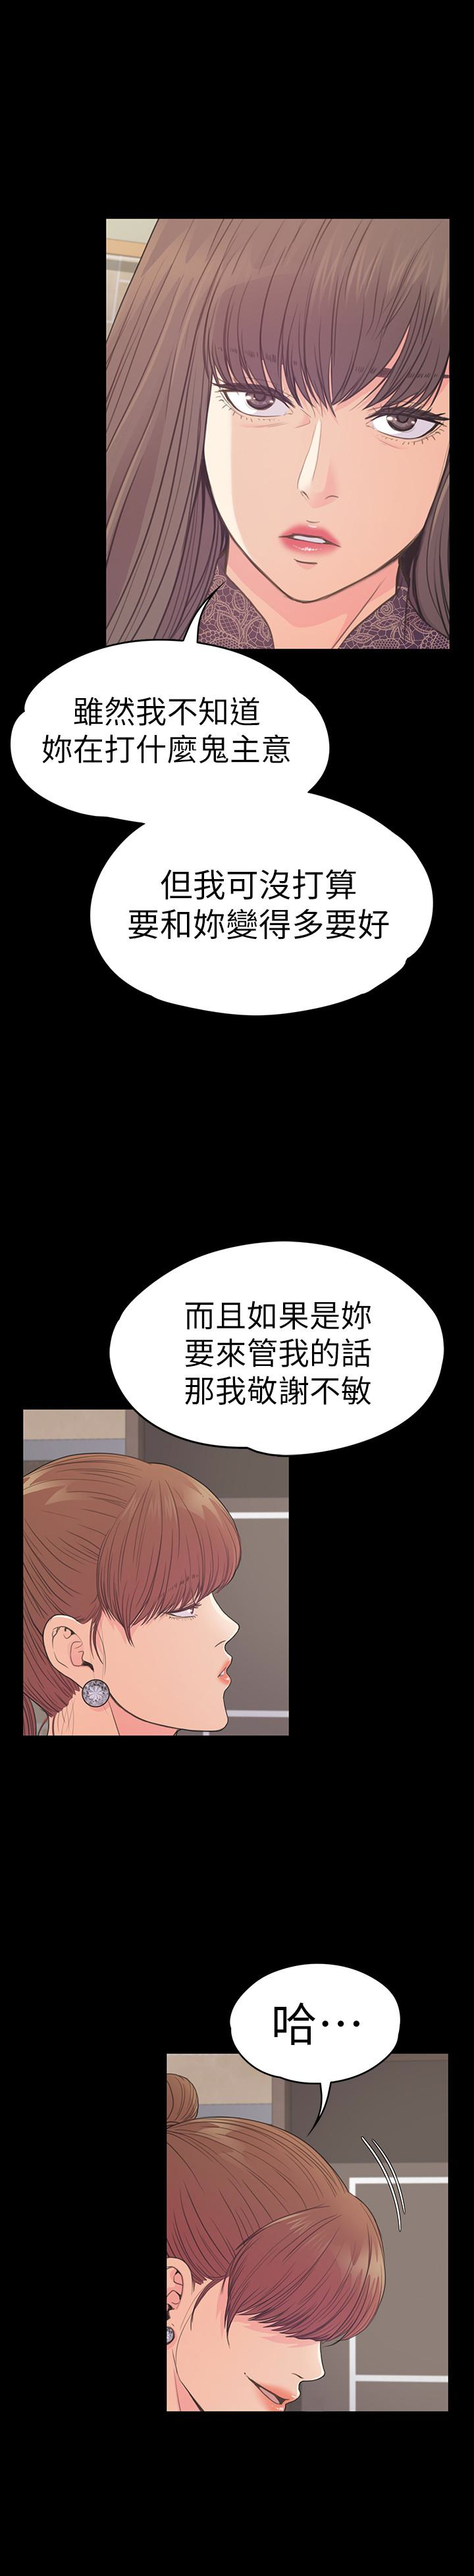 雖然我不知道
妳在打什麼鬼主意
但我可沒打算
要和妳變得多要好
而且如果是妳
要來管我的話
那我敬謝不敏
哈⋯